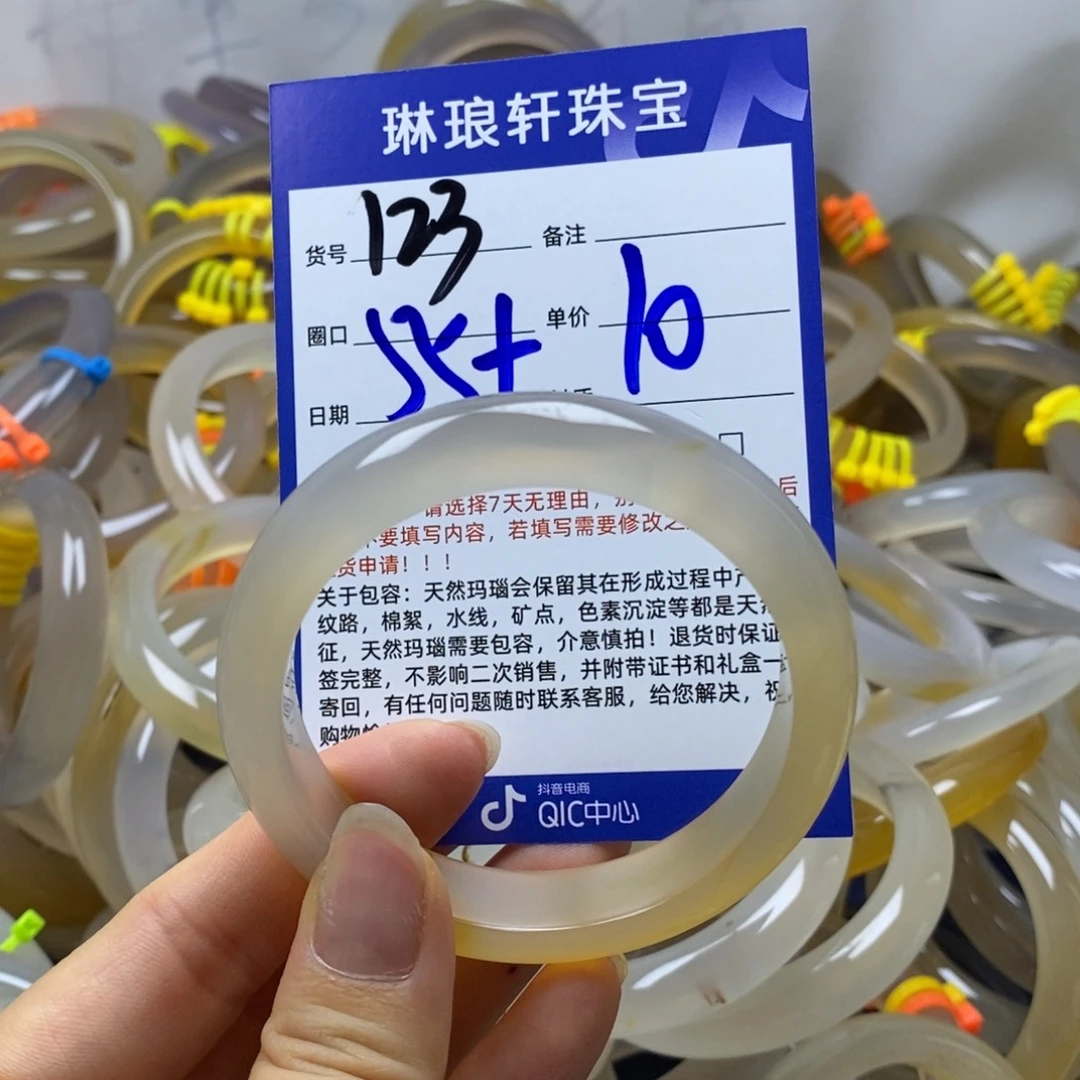 琳琅轩珠宝
货号 123 备注
圈口 单价 10
日期
请选择7天无理由，
不要填写内容，若填写需要修改之
货申请！！！
关于包容：天然玛瑙会保留其在形成过程中产
纹路，棉絮，水线，矿点，色素沉淀等都是天然
征，天然玛瑙需要包容，介意慎拍！退货时保证
签完整，不影响二次销售，并附带证书和礼盒一
寄回，有任何问题随时联系客服，给您解决，祝
购物
抖音电商
QIC中心